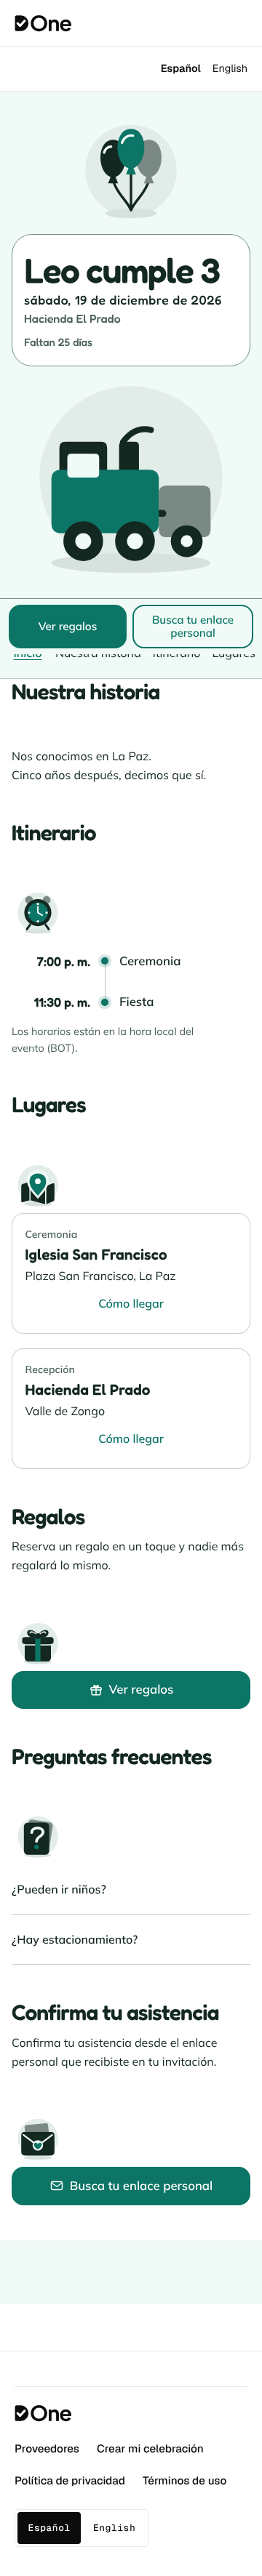 One
Español English
Leo cumple 3
sábado, 19 de diciembre de 2026
Hacienda El Prado
Faltan 25 días
Ver regalos
Busca tu enlace
personal
Inicio Nuestra historia Itinerario Lugares
Nuestra historia
Nos conocimos en La Paz.
Cinco años después, decimos que sí.
Itinerario
7:00 p. m. Ceremonia
11:30 p. m. Fiesta
Los horarios están en la hora local del
evento (BOT).
Lugares
Ceremonia
Iglesia San Francisco
Plaza San Francisco, La Paz
Cómo llegar
Recepción
Hacienda El Prado
Valle de Zongo
Cómo llegar
Regalos
Reserva un regalo en un toque y nadie más
regalará lo mismo.
Ver regalos
Preguntas frecuentes
?
¿Pueden ir niños?
¿Hay estacionamiento?
Confirma tu asistencia
Confirma tu asistencia desde el enlace
personal que recibiste en tu invitación.
Busca tu enlace personal
One
Proveedores Crear mi celebración
Política de privacidad Términos de uso
Español English